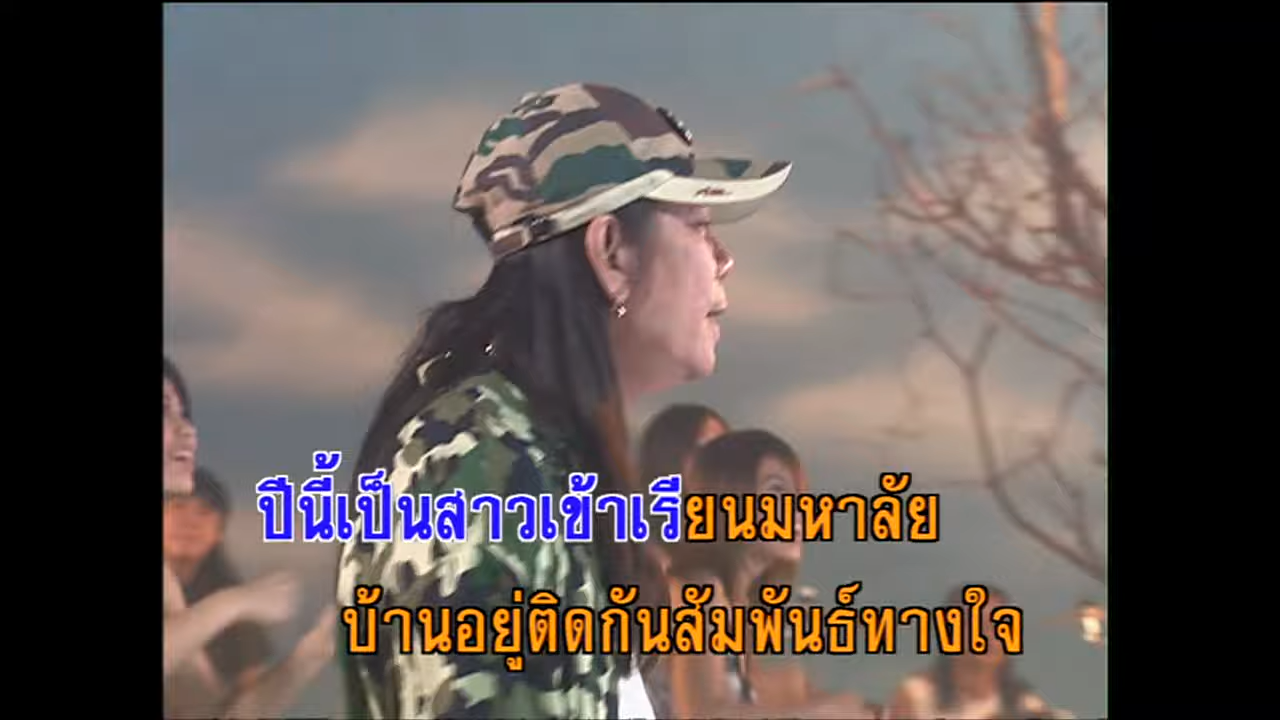 ปีนี้เป็นสาวเข้าเรียนมหาลัย
บ้านอยู่ติดกันสัมพันธ์ทางใจ